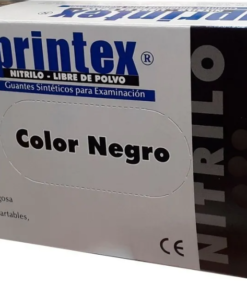 printex®
NITRILO - LIBRE DE POLVO
Guantes Sintéticos para Examinación
Color Negro
CE
NITRILO